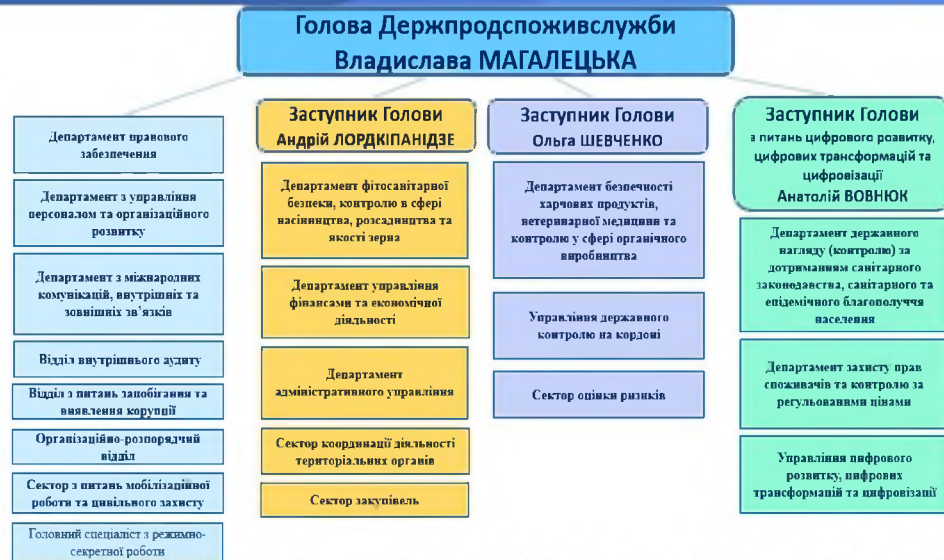 Голова Держпродспоживслужби
Владислава МАГАЛЕЦЬКА
Департамент правового
забезпечення
Департамент з управління
персоналом та організаційного
розвитку
Департамент з міжнародних
комунікацій, внутрішніх та
зовнішніх зв'язків
Відділ внутрішнього аудиту
Відділ з питань запобігання та
виявлення корупції
Організаційно-розпорядчий
відділ
Сектор з питань мобілізаційної
роботи та цивільного захисту
Головний спеціаліст з режимно-
секретної роботи
Заступник Голови
Андрій ЛОРДКІПАНІДЗЕ
Департамент фітосанітарної
безпеки, контролю в сфері
насінництва, розсадництва та
якості зерна
Департамент управління
фінансами та економічної
діяльності
Департамент
адміністративного управління
Сектор координації діяльності
територіальних органів
Сектор закупівель
Заступник Голови
Ольга ШЕВЧЕНКО
Департамент безпечності
харчових продуктів,
ветеринарної медицини та
контролю у сфері органічного
виробництва
Управління державного
контролю на кордоні
Сектор оцінки ризиків
Заступник Голови
з питань цифрового розвитку,
цифрових трансформацій та
цифровізації
Анатолій ВОВНЮК
Департамент державного
нагляду (контролю) за
дотриманням санітарного
законодавства, санітарного та
епідемічного благополуччя
населення
Департамент захисту прав
споживачів та контролю за
регульованими цінами
Управління цифрового
розвитку, цифрових
трансформацій та цифровізації